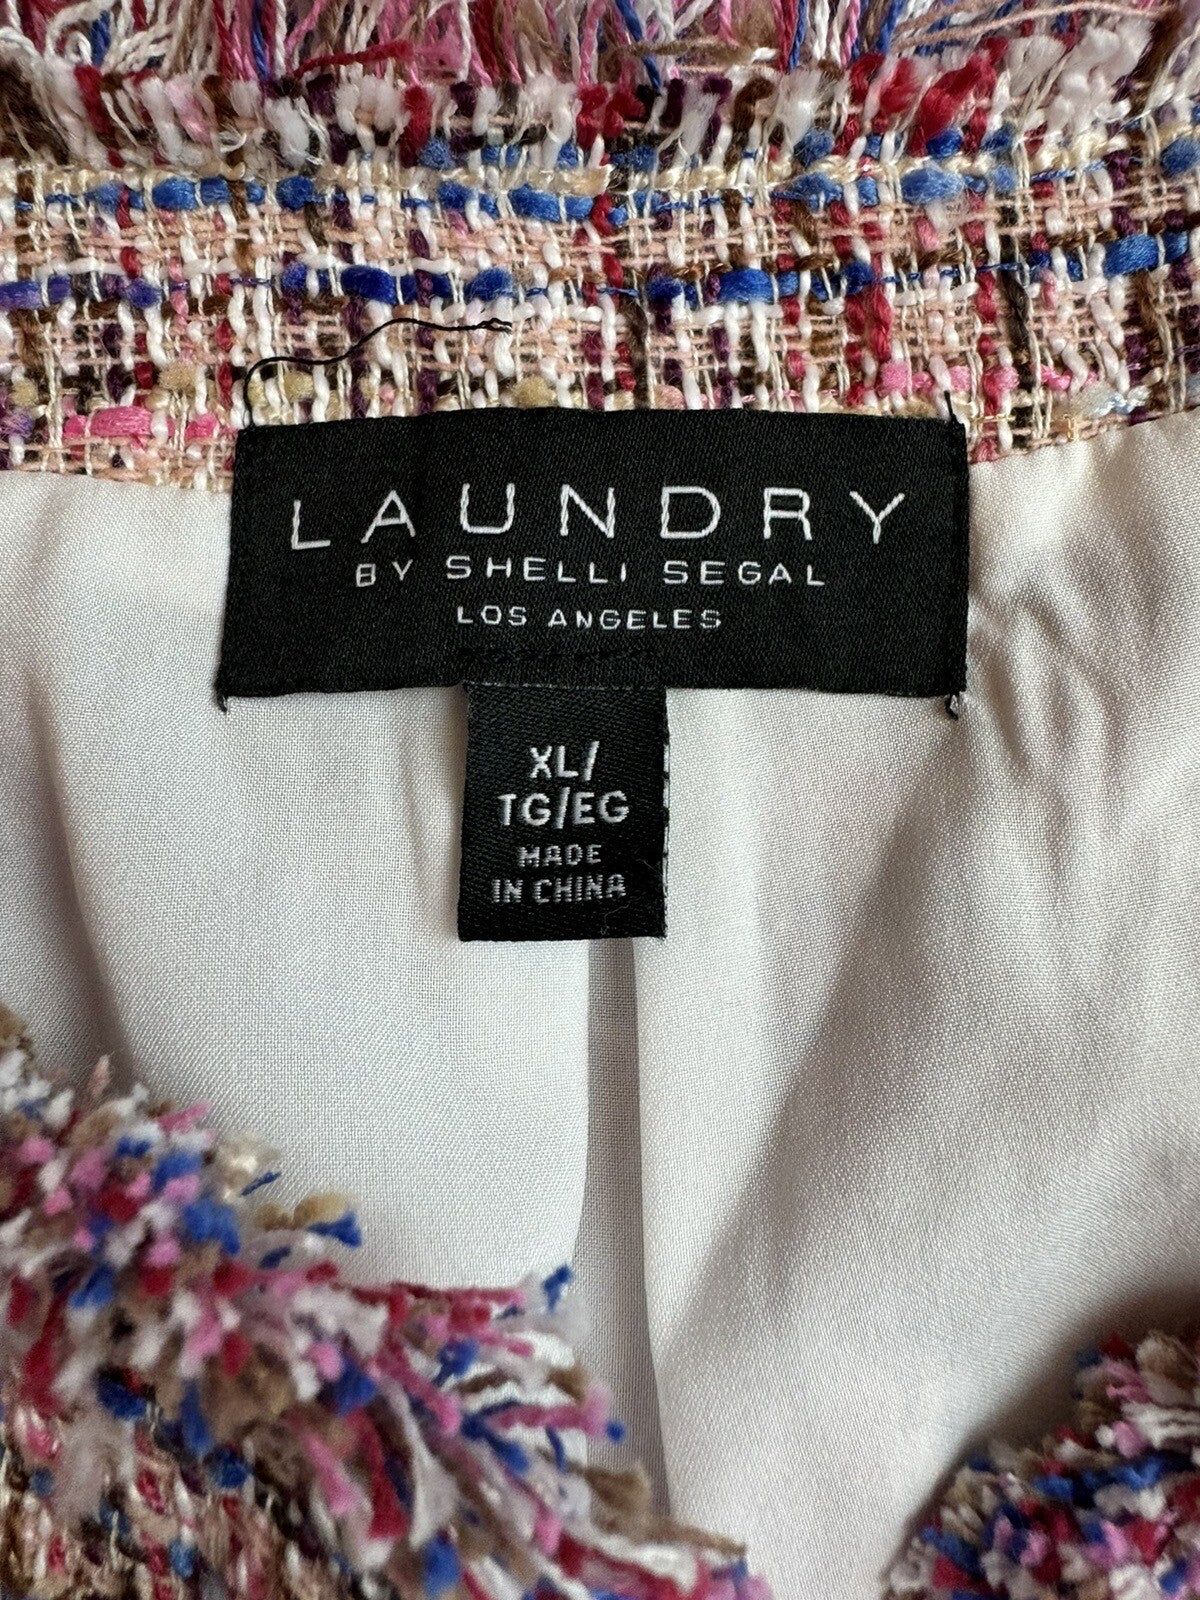 LAUNDRY
BY SHELLI SEGAL
LOS ANGELES
XL/
TG/EG
MADE
IN CHINA